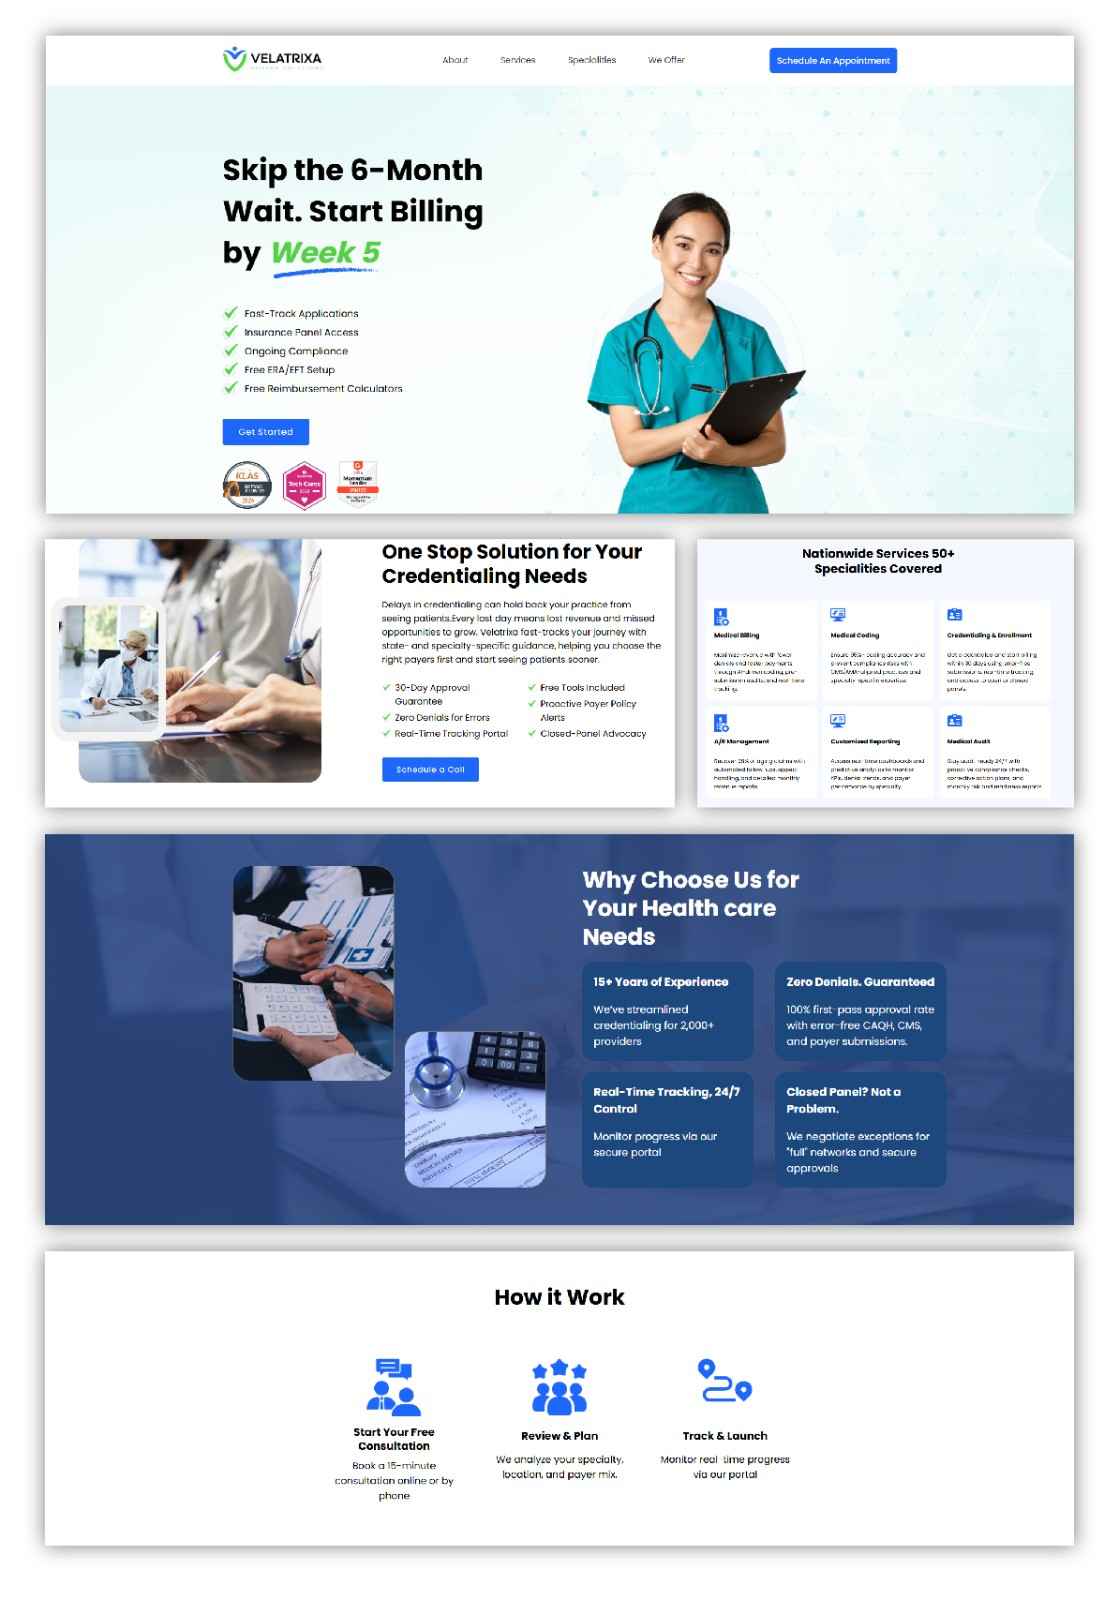 VELATRIXA
About
Services
Specialities
We Offer
Schedule An Appointment
Skip the 6-Month
Wait. Start Billing
by Week 5
Fast-Track Applications
Insurance Panel Access
Ongoing Compliance
Free ERA/EFT Setup
Free Reimbursement Calculators
Get Started
KLAS
Tech Cares
Momentum
Leader
One Stop Solution for Your
Credentialing Needs
Delays in credentialing can hold back your practice from
seeing patients.Every lost day means lost revenue and missed
opportunities to grow. Velatrixa fast-tracks your journey with
state- and specialty-specific guidance, helping you choose the
right payers first and start seeing patients sooner.
30-Day Approval
Guarantee
Zero Denials for Errors
Real-Time Tracking Portal
Free Tools Included
Proactive Payer Policy
Alerts
Closed-Panel Advocacy
Schedule a Call
Nationwide Services 50+
Specialities Covered
Medical Billing
Medical Coding
Credentialing & Enrollment
A/R Management
Customized Reporting
Medical Audit
Why Choose Us for
Your Health care
Needs
15+ Years of Experience
We've streamlined
credentialing for 2,000+
providers
Zero Denials. Guaranteed
100% first-pass approval rate
with error-free CAQH, CMS,
and payer submissions.
Real-Time Tracking, 24/7
Control
Monitor progress via our
secure portal
Closed Panel? Not a
Problem.
We negotiate exceptions for
"full" networks and secure
approvals
How it Work
Start Your Free
Consultation
Book a 15-minute
consultation online or by
phone
Review & Plan
We analyze your specialty,
location, and payer mix.
Track & Launch
Monitor real-time progress
via our portal